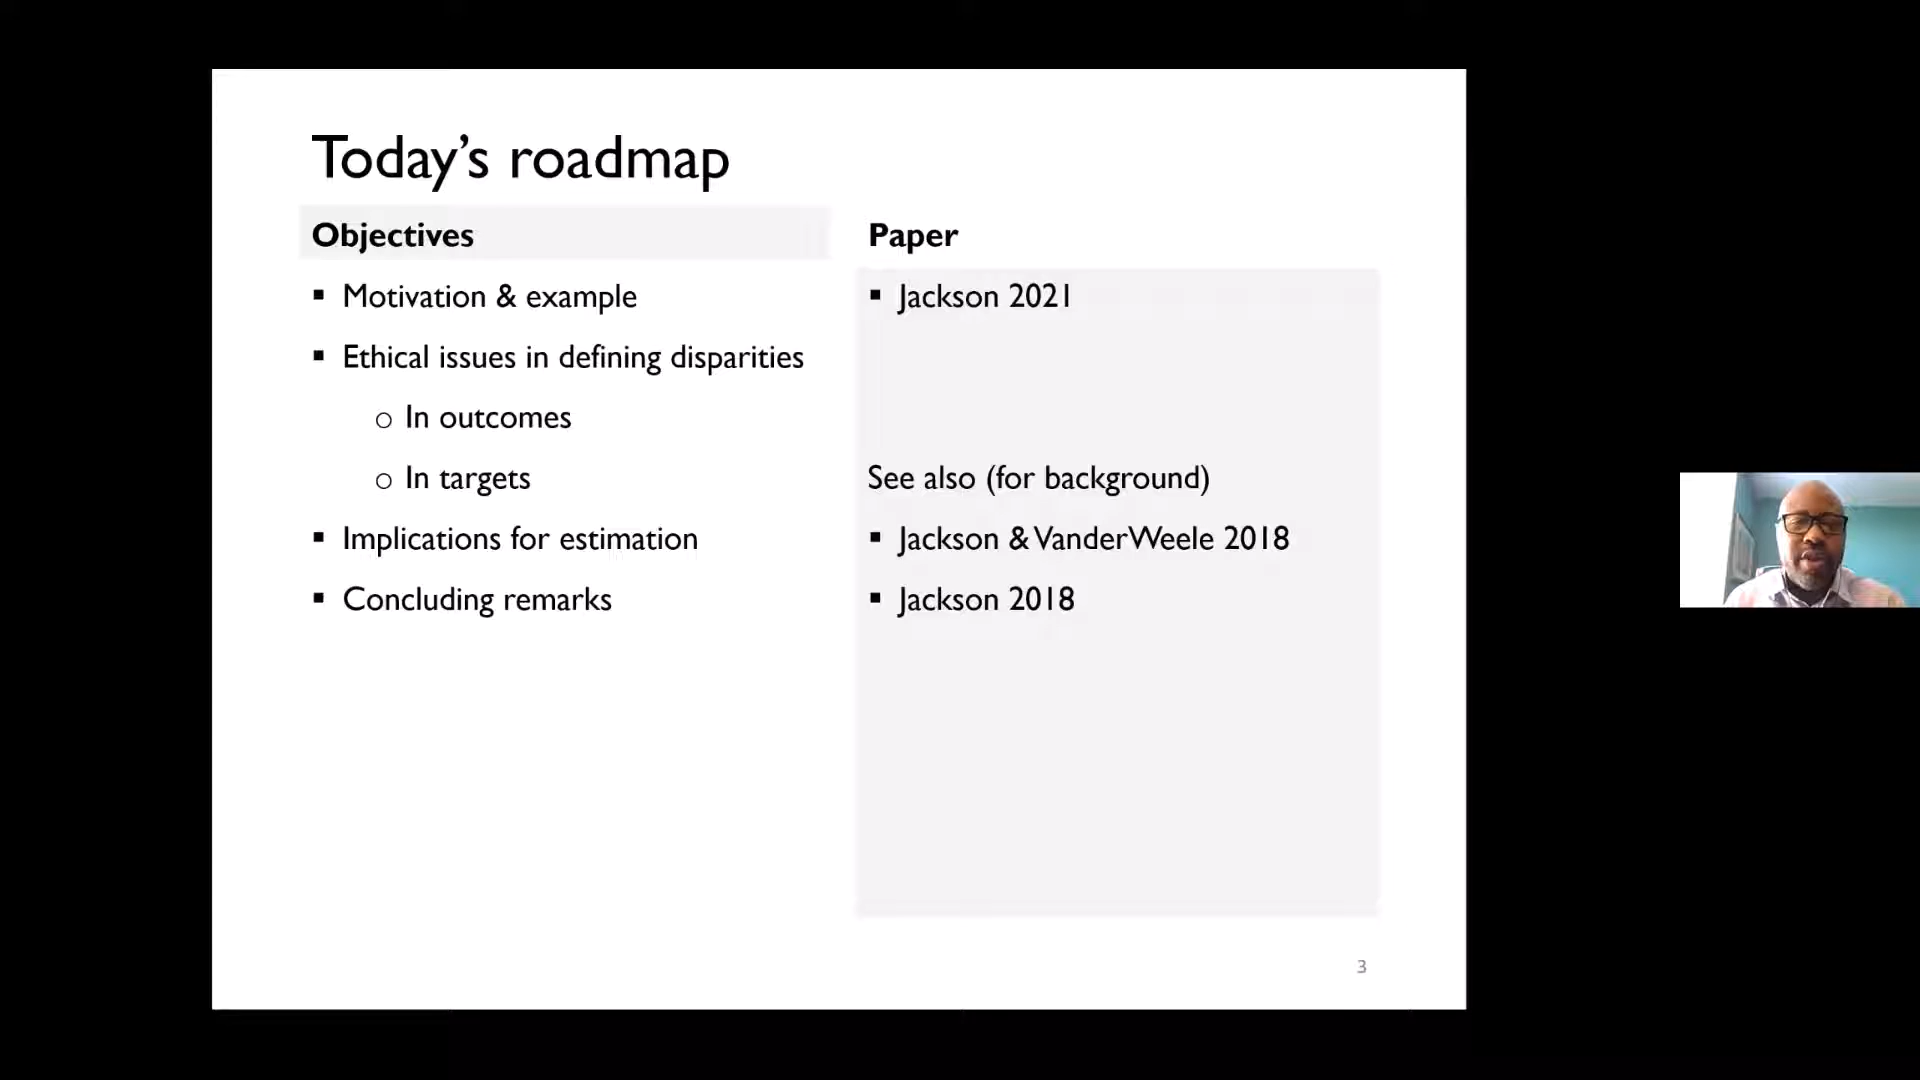 Today's roadmap
Objectives
▪ Motivation & example
▪ Ethical issues in defining disparities
o In outcomes
o In targets
▪ Implications for estimation
▪ Concluding remarks
Paper
▪ Jackson 2021
See also (for background)
▪ Jackson & VanderWeele 2018
▪ Jackson 2018
3